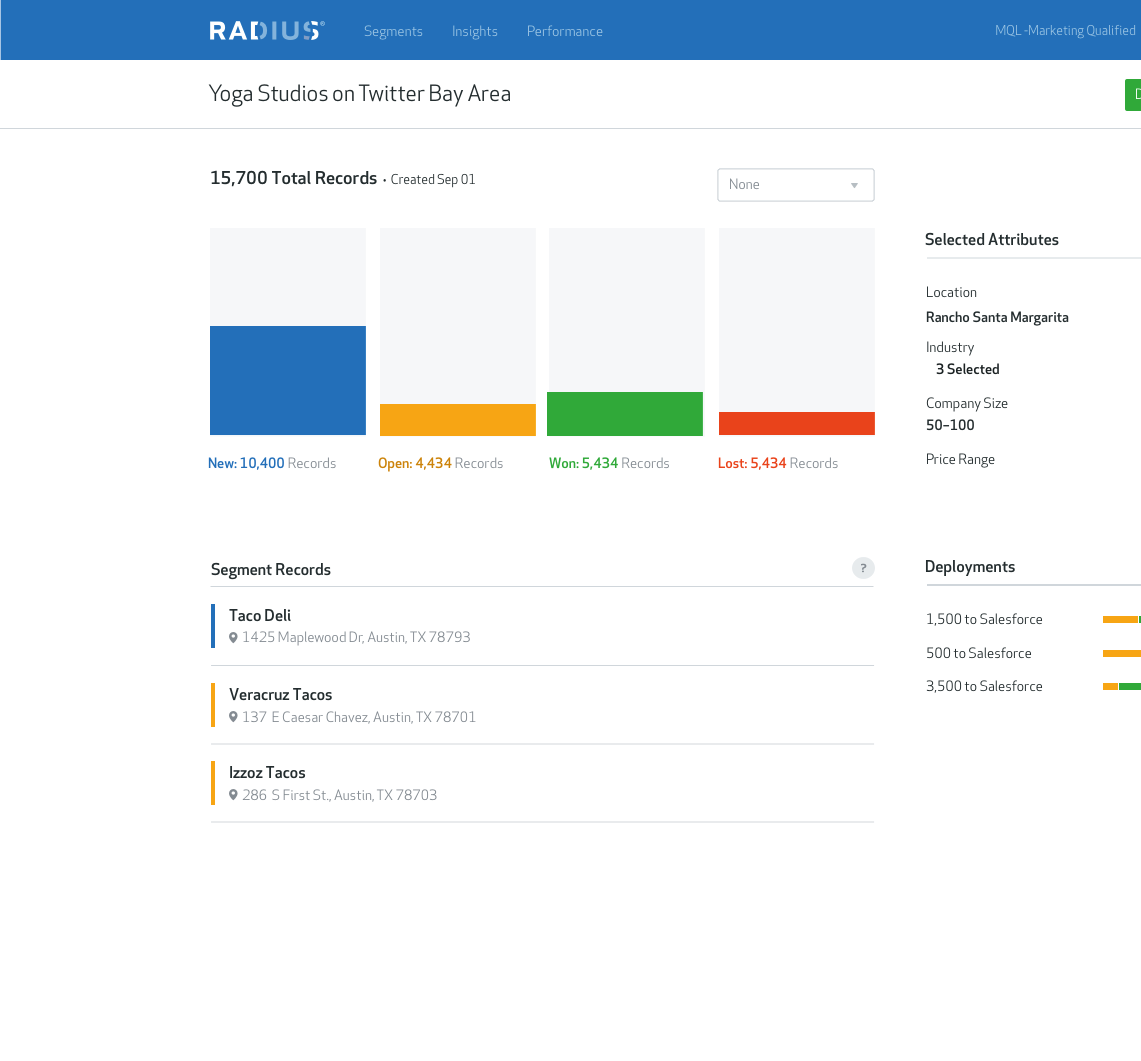 RADIUS®
Segments Insights Performance
MQL-Marketing Qualified
Yoga Studios on Twitter Bay Area
15,700 Total Records • Created Sep 01
None
New: 10,400 Records
Open: 4,434 Records
Won: 5,434 Records
Lost: 5,434 Records
Selected Attributes
Location
Rancho Santa Margarita
Industry
3 Selected
Company Size
50–100
Price Range
Segment Records
?
Taco Deli
1425 Maplewood Dr, Austin, TX 78793
Veracruz Tacos
137 E Caesar Chavez, Austin, TX 78701
Izzoz Tacos
286 S First St., Austin, TX 78703
Deployments
1,500 to Salesforce
500 to Salesforce
3,500 to Salesforce